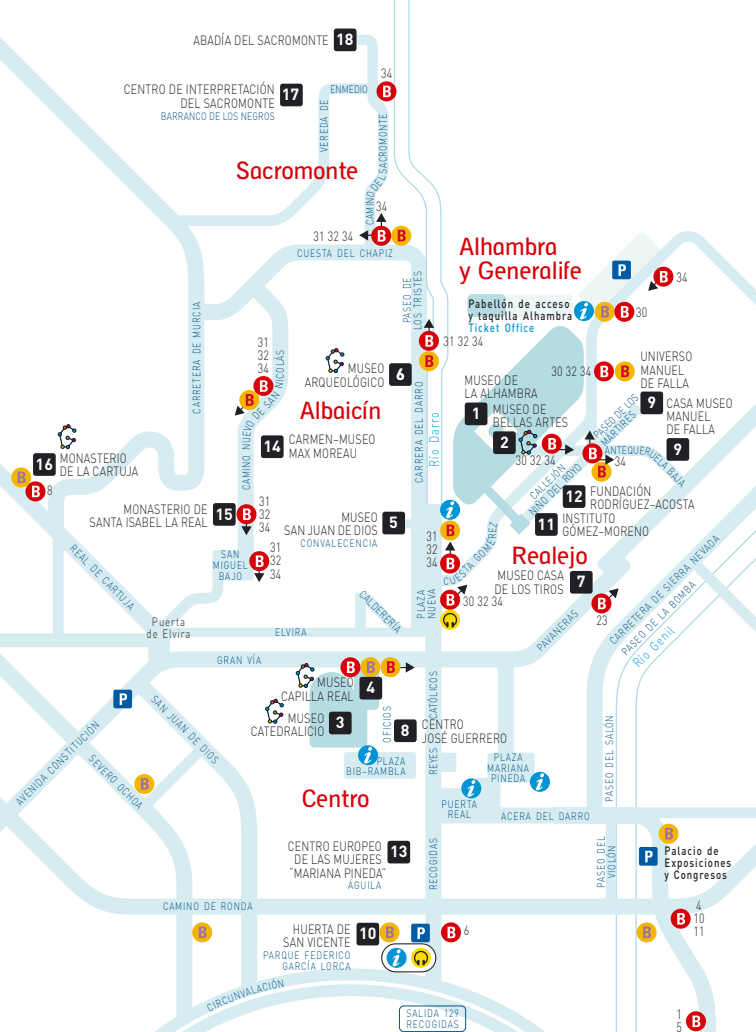 ABADÍA DEL SACROMONTE 18
34
CENTRO DE INTERPRETACIÓN
DEL SACROMONTE
17
BARRANCO DE LOS NEGROS
ENMEDIO
B
VEREDA DE
CAMINO DEL SACROMONTE
Sacromonte
34
31 32 34
B B
CUESTA DEL CHAPIZ
Alhambra
y Generalife
P
B 34
PASEO DE
LOS TRISTES
Pabellón de acceso
y taquilla Alhambra
Ticket Office
i B B 30
CARRETERA DE MURCIA
B 31 32 34
B
31
32
34
B
B
CAMINO NUEVO DE SAN NICOLÁS
MUSEO
ARQUEOLÓGICO
6
30 32 34 B B
UNIVERSO
MANUEL
DE FALLA
9
CASA MUSEO
MANUEL
DE FALLA
9
MUSEO DE
LA ALHAMBRA
1
MUSEO DE
BELLAS ARTES
2
B
30 32 34
PASEO DE LOS
MÁRTIRES
B
34
B
ANTEQUERUELA BAJA
Albaicín
CARRERA DEL DARRO
Río Darro
14
CARMEN–MUSEO
MAX MOREAU
16
MONASTERIO
DE LA CARTUJA
B
B 8
CALLEJÓN
NIÑO DEL ROJO
12
FUNDACIÓN
RODRÍGUEZ–ACOSTA
11
INSTITUTO
GÓMEZ–MORENO
MONASTERIO DE
SANTA ISABEL LA REAL
15
B
31
32
34
MUSEO
SAN JUAN DE DIOS
5
CONVALECENCIA
i
B
31
32
34
B
CUESTA GOMÉREZ
Realejo
SAN
MIGUEL
BAJO
B
31
32
34
REAL DE CARTUJA
MUSEO CASA
DE LOS TIROS
7
B
23
PLAZA
NUEVA
B 30 32 34
CALDERERÍA
PAVANERAS
CARRETERA DE SIERRA NEVADA
PASEO DE LA BOMBA
Río Genil
Puerta
de Elvira
ELVIRA
GRAN VÍA
B B B
MUSEO
CAPILLA REAL
4
MUSEO
CATEDRALICIO
3
OFICIOS
8
CENTRO
JOSÉ GUERRERO
REYES CATÓLICOS
P
AVENIDA CONSTITUCIÓN
SAN JUAN DE DIOS
SEVERO OCHOA
B
i
PLAZA
BIB–RAMBLA
PLAZA
MARIANA
PINEDA
i
i
PUERTA
REAL
ACERA DEL DARRO
PASEO DEL SALÓN
Centro
B
P
Palacio de
Exposiciones
y Congresos
PASEO DEL
VIOLÓN
CENTRO EUROPEO
DE LAS MUJERES
"MARIANA PINEDA"
13
ÁGUILA
RECOGIDAS
CAMINO DE RONDA
B
HUERTA DE
SAN VICENTE
10
B P B 6
PARQUE FEDERICO
GARCÍA LORCA
i
B
B
4
10
11
CIRCUNVALACIÓN
SALIDA 129
RECOGIDAS
1
5
B